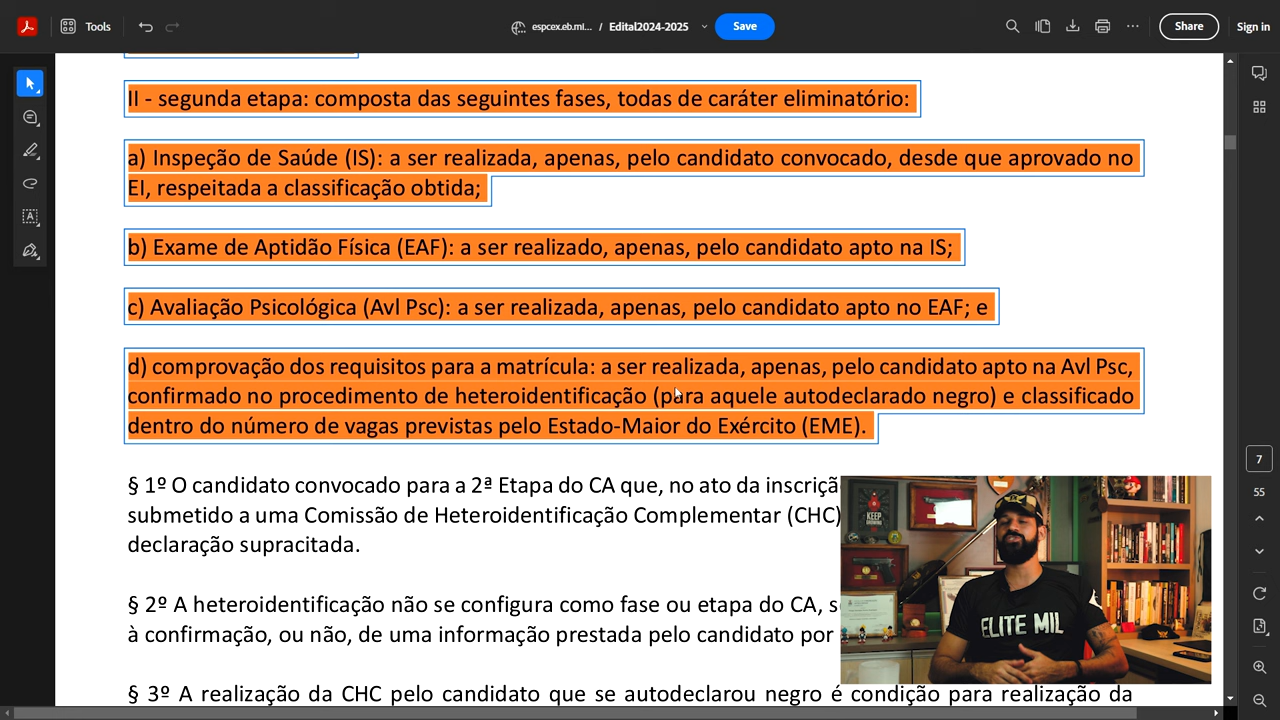 Tools
espcex.eb.mi... / Edital2024-2025
Save
Share
Sign in
II - segunda etapa: composta das seguintes fases, todas de caráter eliminatório:
a) Inspeção de Saúde (IS): a ser realizada, apenas, pelo candidato convocado, desde que aprovado no
EI, respeitada a classificação obtida;
b) Exame de Aptidão Física (EAF): a ser realizado, apenas, pelo candidato apto na IS;
c) Avaliação Psicológica (Avl Psc): a ser realizada, apenas, pelo candidato apto no EAF; e
d) comprovação dos requisitos para a matrícula: a ser realizada, apenas, pelo candidato apto na Avl Psc,
confirmado no procedimento de heteroidentificação (para aquele autodeclarado negro) e classificado
dentro do número de vagas previstas pelo Estado-Maior do Exército (EME).
§ 1º O candidato convocado para a 2ª Etapa do CA que, no ato da inscriçã
submetido a uma Comissão de Heteroidentificação Complementar (CHC)
declaração supracitada.
§ 2º A heteroidentificação não se configura como fase ou etapa do CA, s
à confirmação, ou não, de uma informação prestada pelo candidato por
§ 3º A realização da CHC pelo candidato que se autodeclarou negro é condição para realização da
7
55
KEEP
ELITE MIL